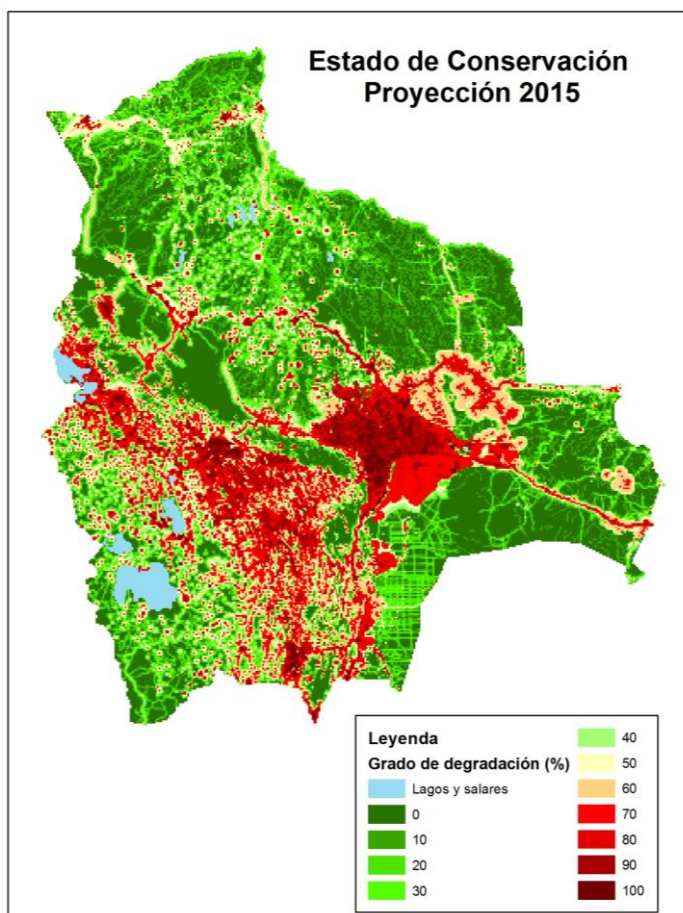 Estado de Conservación
Proyección 2015
Leyenda
Grado de degradación (%)
Lagos y salares
0
10
20
30
40
50
60
70
80
90
100